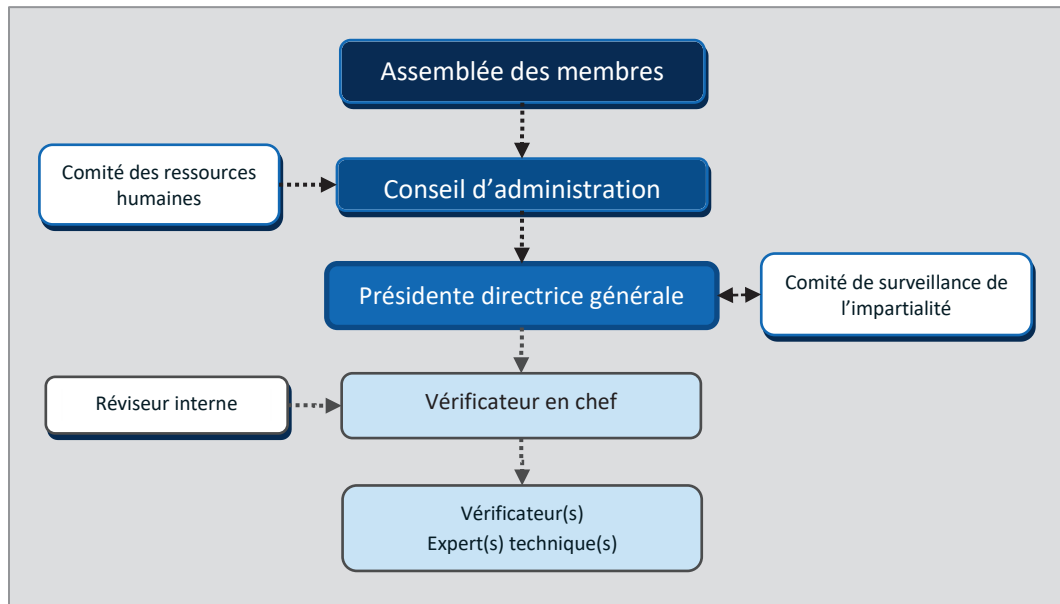 Assemblée des membres
Comité des ressources
humaines
Conseil d’administration
Présidente directrice générale
Comité de surveillance de
l’impartialité
Réviseur interne
Vérificateur en chef
Vérificateur(s)
Expert(s) technique(s)